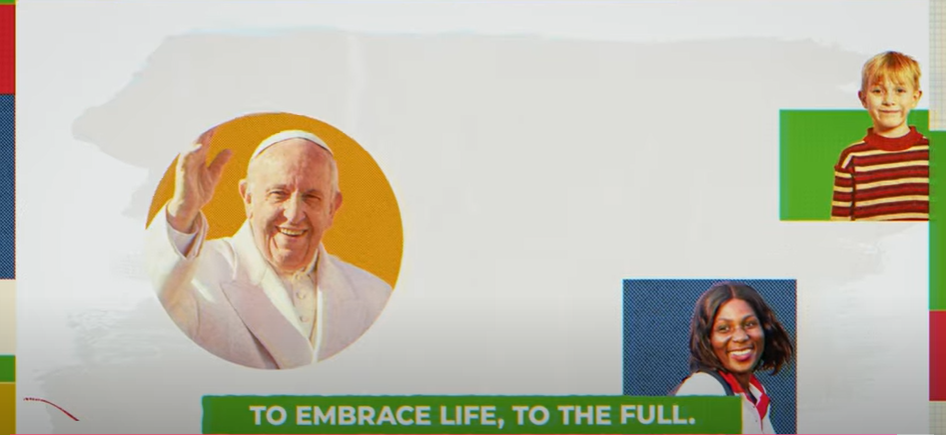 TO EMBRACE LIFE, TO THE FULL.